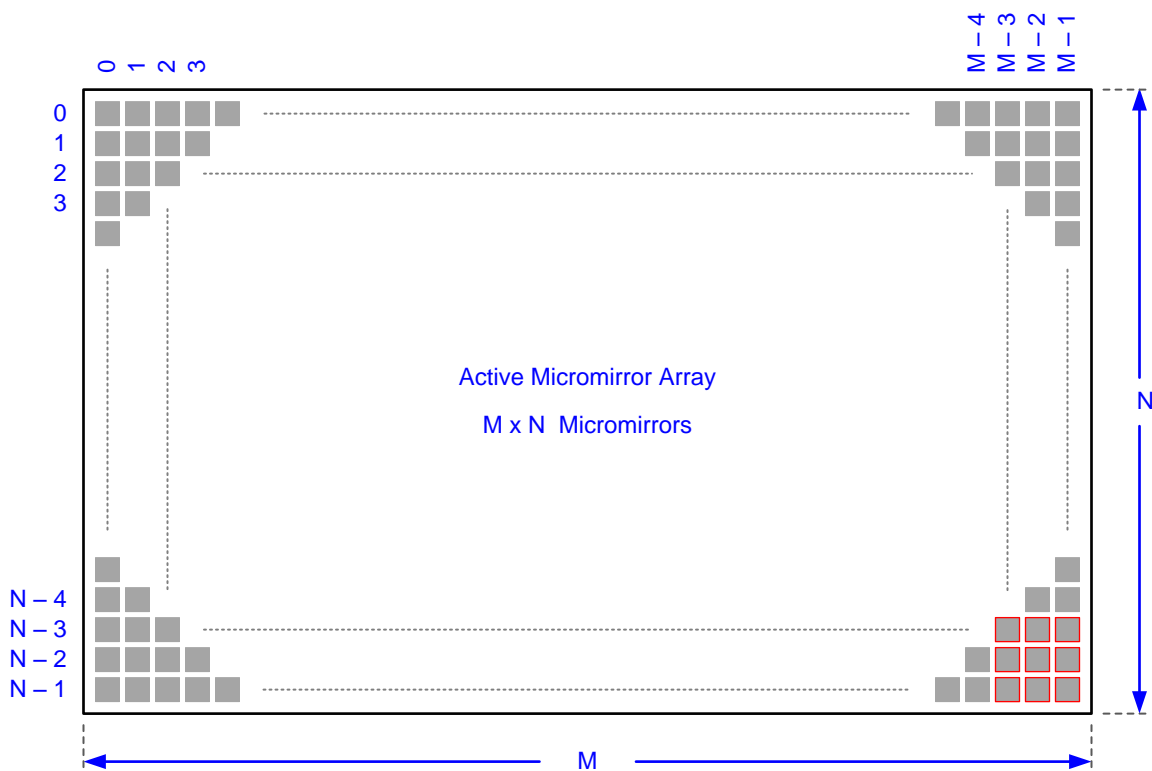 0
1
2
3
M – 4
M – 3
M – 2
M – 1
0
1
2
3
Active Micromirror Array
M x N Micromirrors
N
N – 4
N – 3
N – 2
N – 1
M